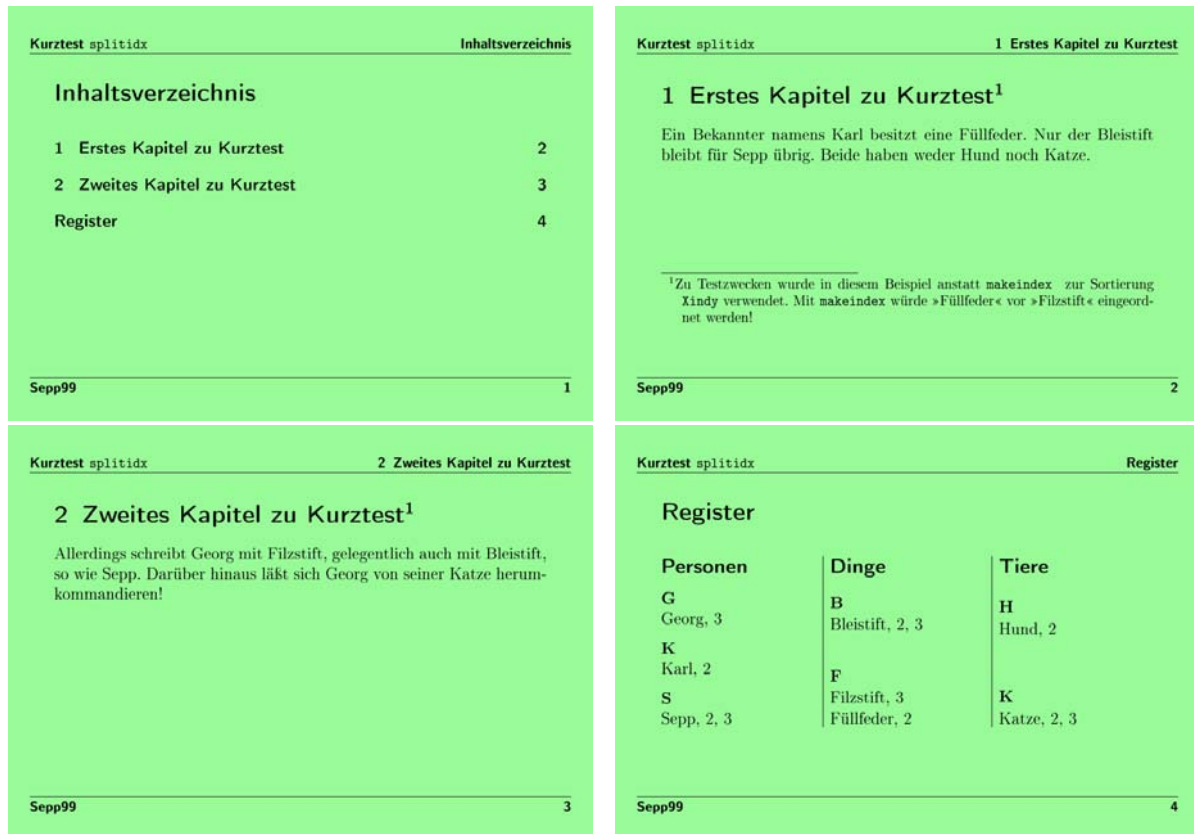 Kurztest splitidx Inhaltsverzeichnis
Inhaltsverzeichnis
1 Erstes Kapitel zu Kurztest 2
2 Zweites Kapitel zu Kurztest 3
Register 4
Sepp99 1
Kurztest splitidx 1 Erstes Kapitel zu Kurztest
1 Erstes Kapitel zu Kurztest¹
Ein Bekannter namens Karl besitzt eine Füllfeder. Nur der Bleistift
bleibt für Sepp übrig. Beide haben weder Hund noch Katze.
¹Zu Testzwecken wurde in diesem Beispiel anstatt makeindex zur Sortierung
Xindy verwendet. Mit makeindex würde »Füllfeder« vor »Filzstift« eingeord-
net werden!
Sepp99 2
Kurztest splitidx 2 Zweites Kapitel zu Kurztest
2 Zweites Kapitel zu Kurztest¹
Allerdings schreibt Georg mit Filzstift, gelegentlich auch mit Bleistift,
so wie Sepp. Darüber hinaus läßt sich Georg von seiner Katze herum-
kommandieren!
Sepp99 3
Kurztest splitidx Register
Register
Personen
G
Georg, 3
K
Karl, 2
S
Sepp, 2, 3
Dinge
B
Bleistift, 2, 3
F
Filzstift, 3
Füllfeder, 2
Tiere
H
Hund, 2
K
Katze, 2, 3
Sepp99 4